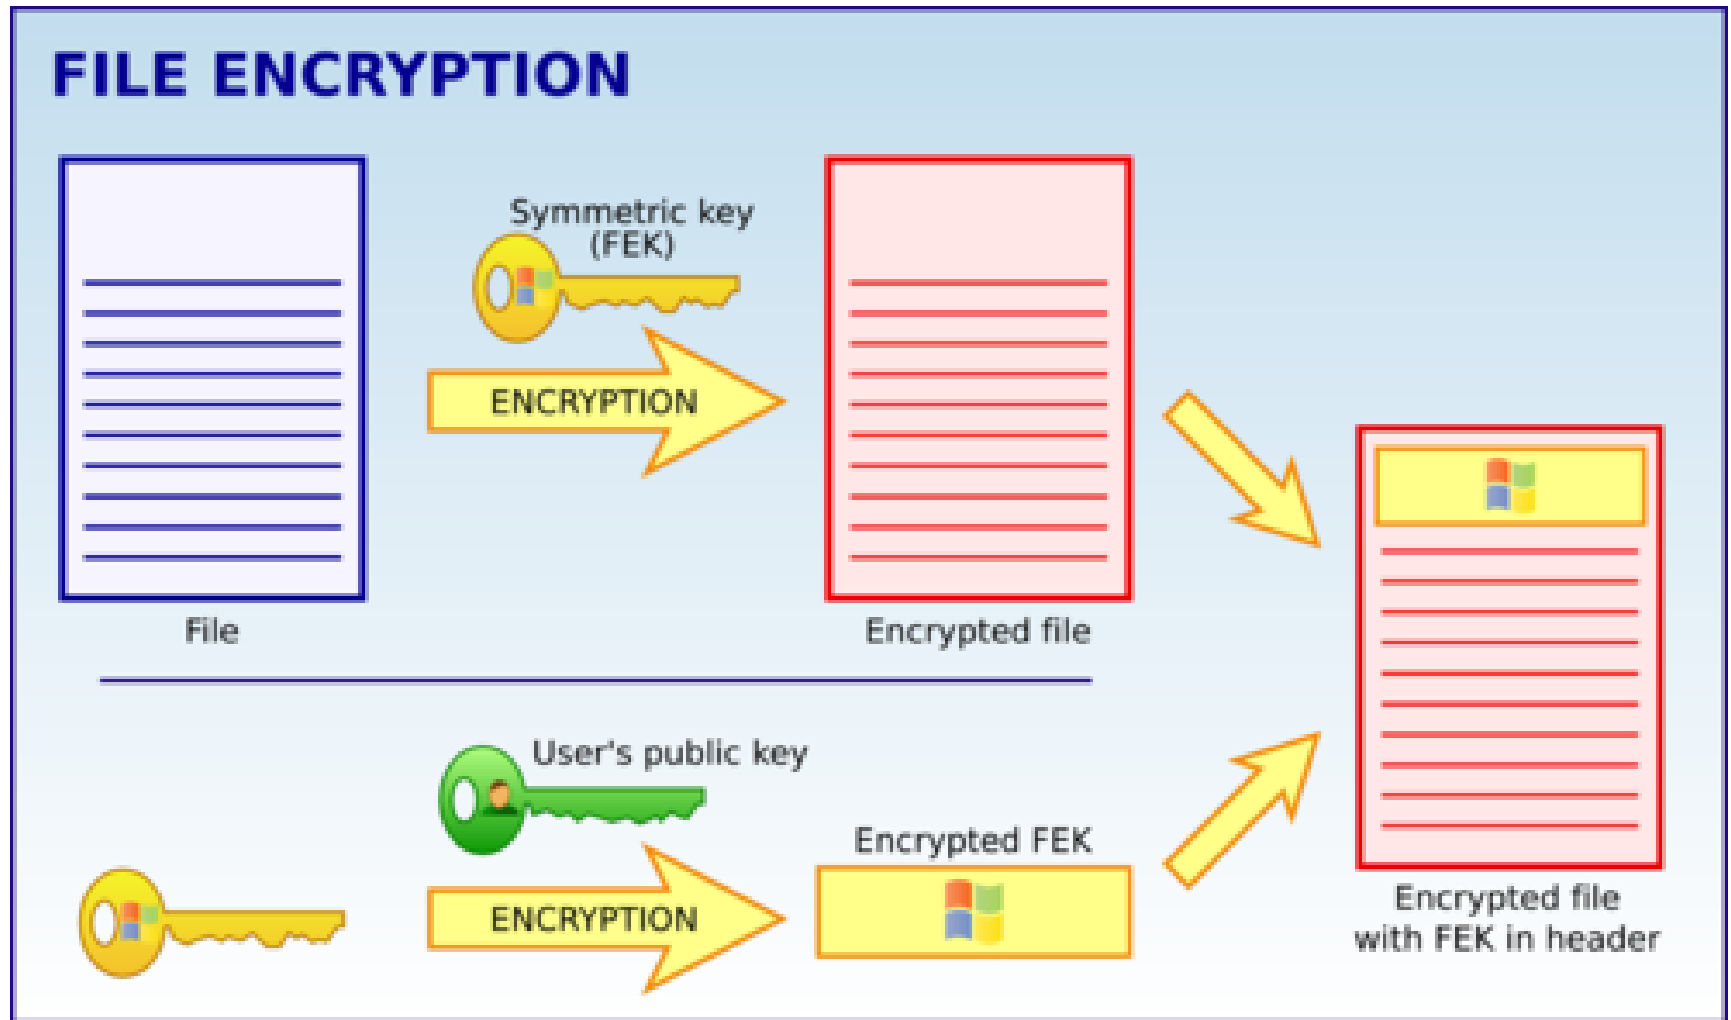 FILE ENCRYPTION
Symmetric key
(FEK)
ENCRYPTION
File
Encrypted file
User's public key
ENCRYPTION
Encrypted FEK
Encrypted file
with FEK in header